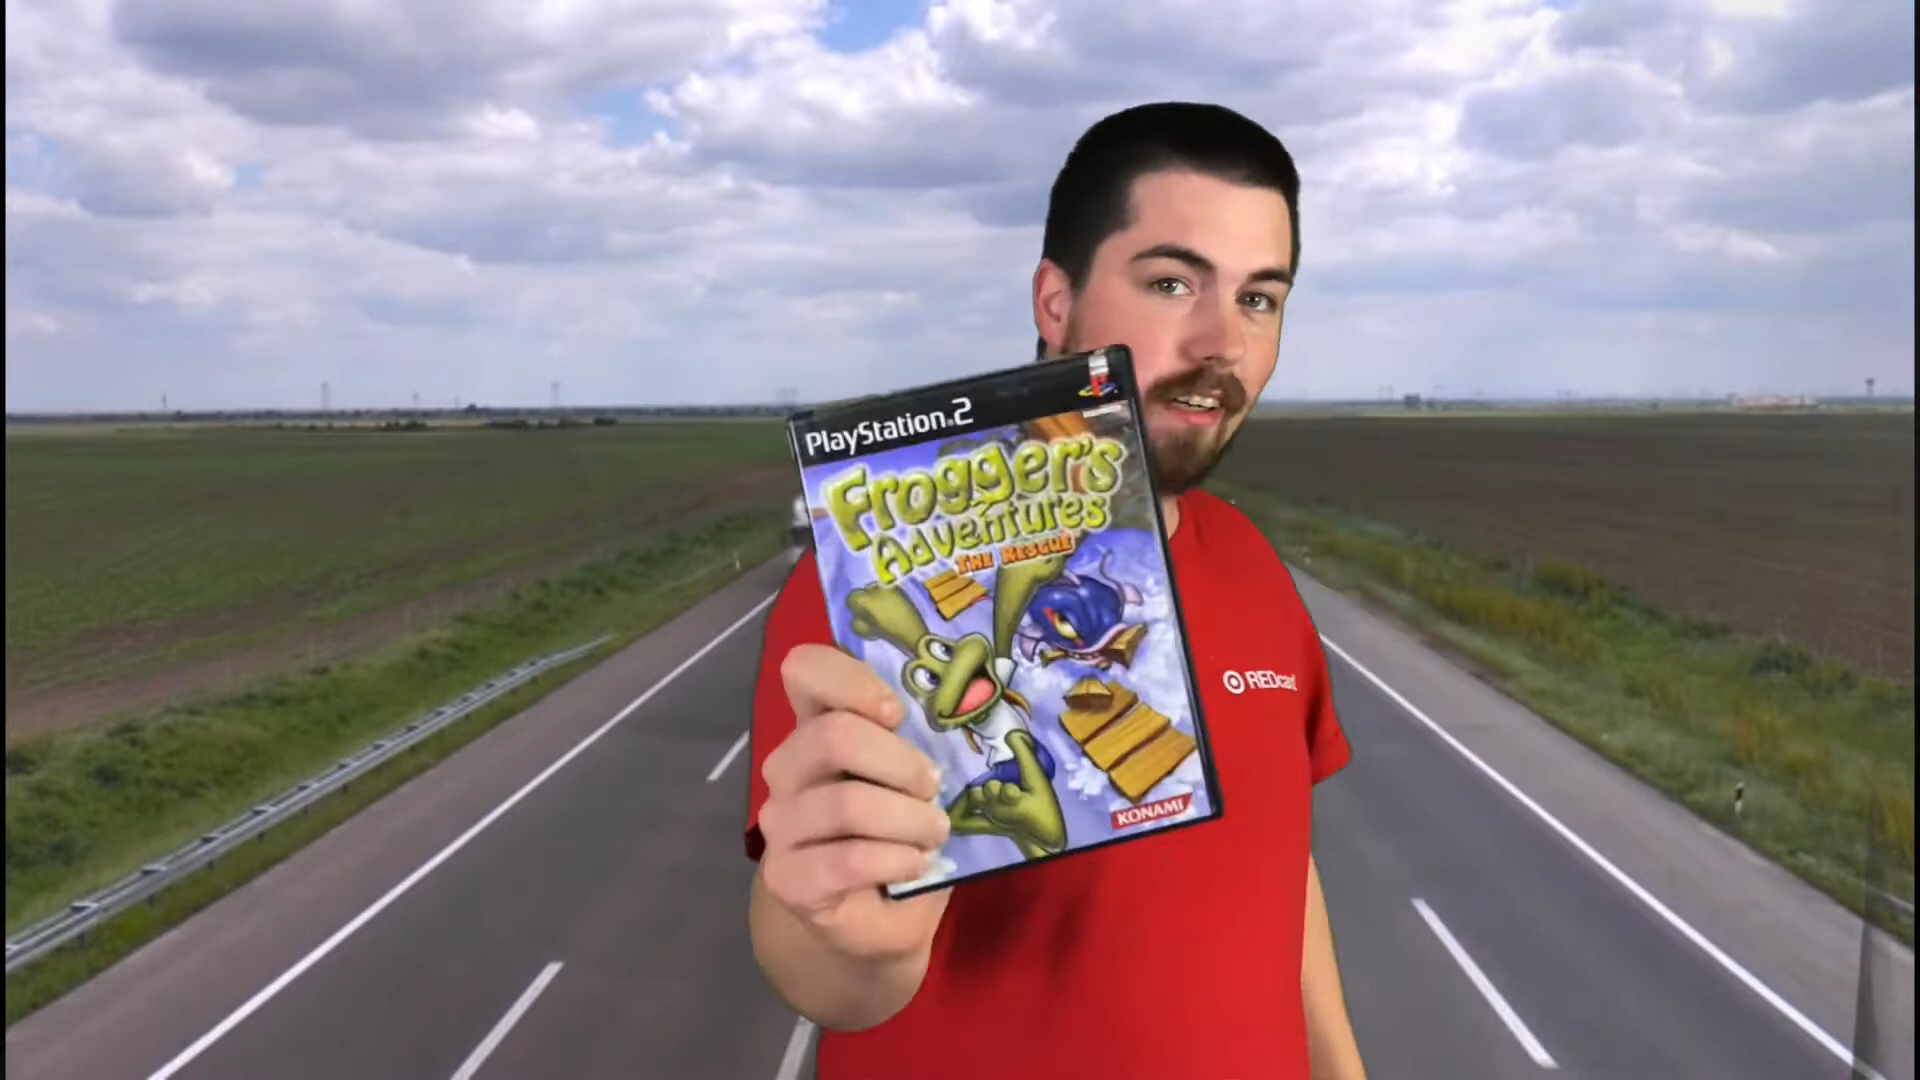 PlayStation.2
Frogger's
Adventures
THE RESCUE
KONAMI
REDcard